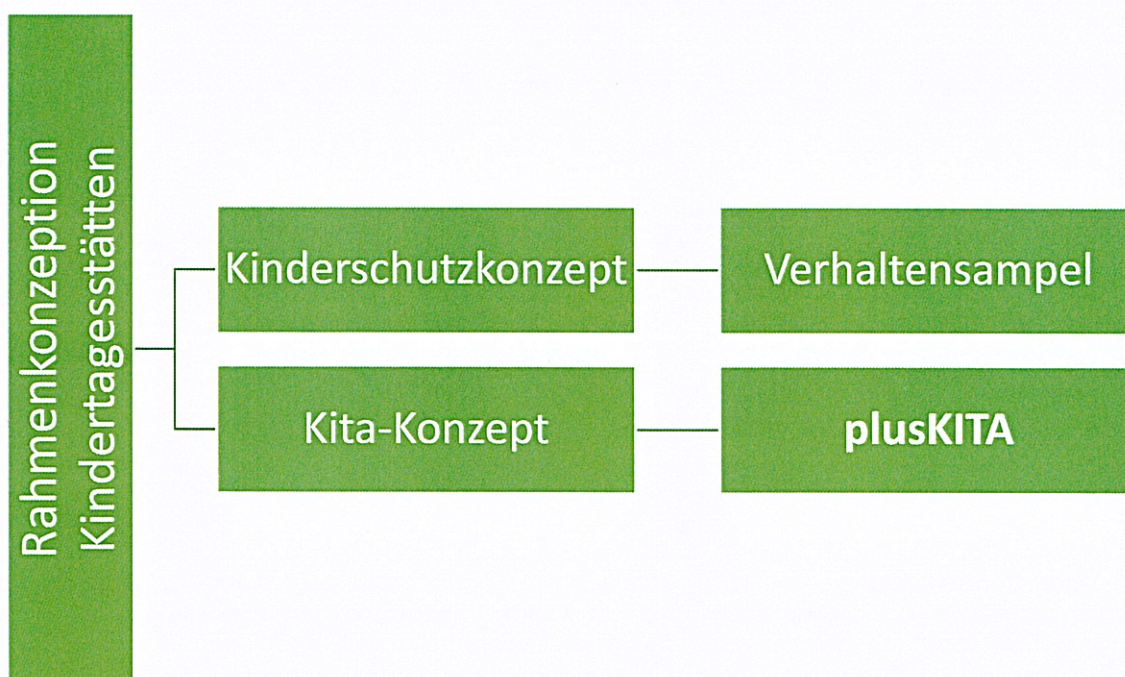 Rahmenkonzeption
Kindertagesstätten
Kinderschutzkonzept
Verhaltensampel
Kita-Konzept
plusKITA